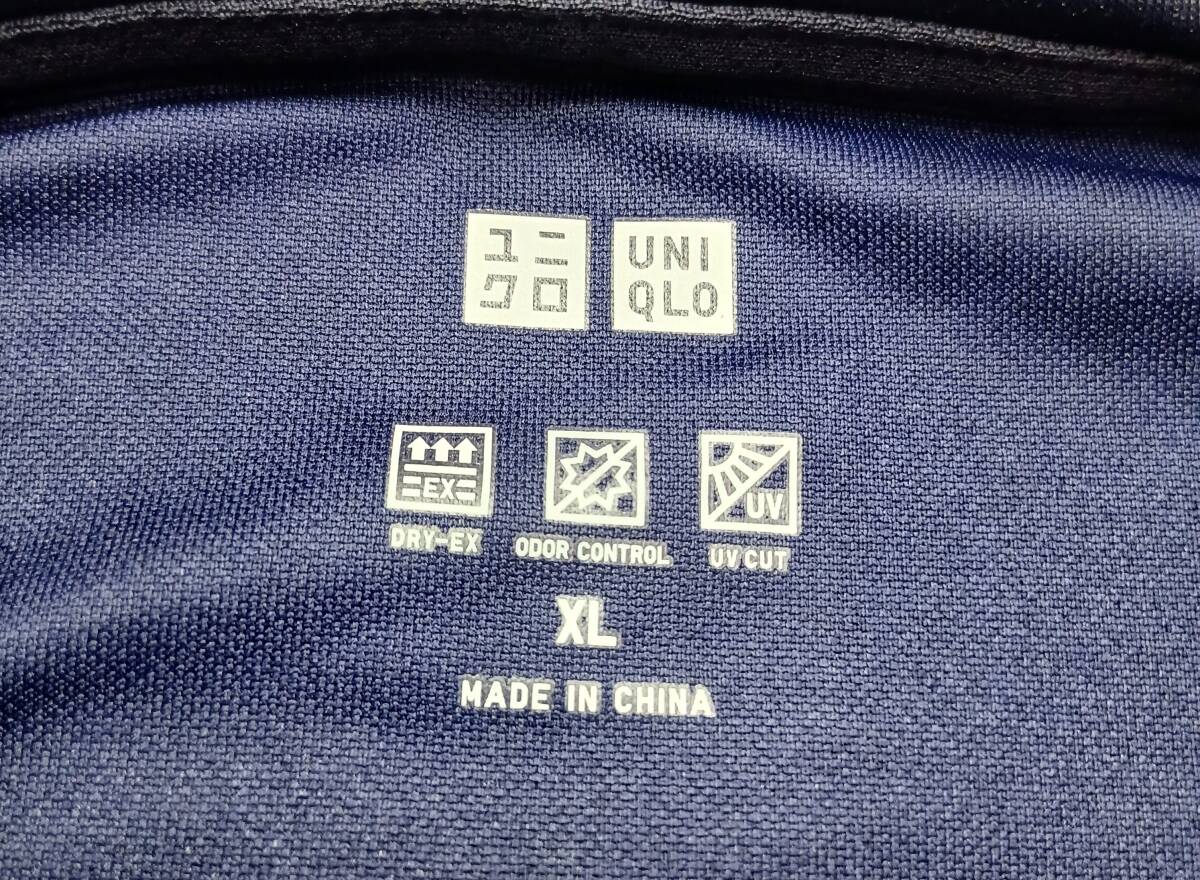 ユニ
クロ
UNI
QLO
EX
UV
DRY-EX
ODOR CONTROL
UV CUT
XL
MADE IN CHINA